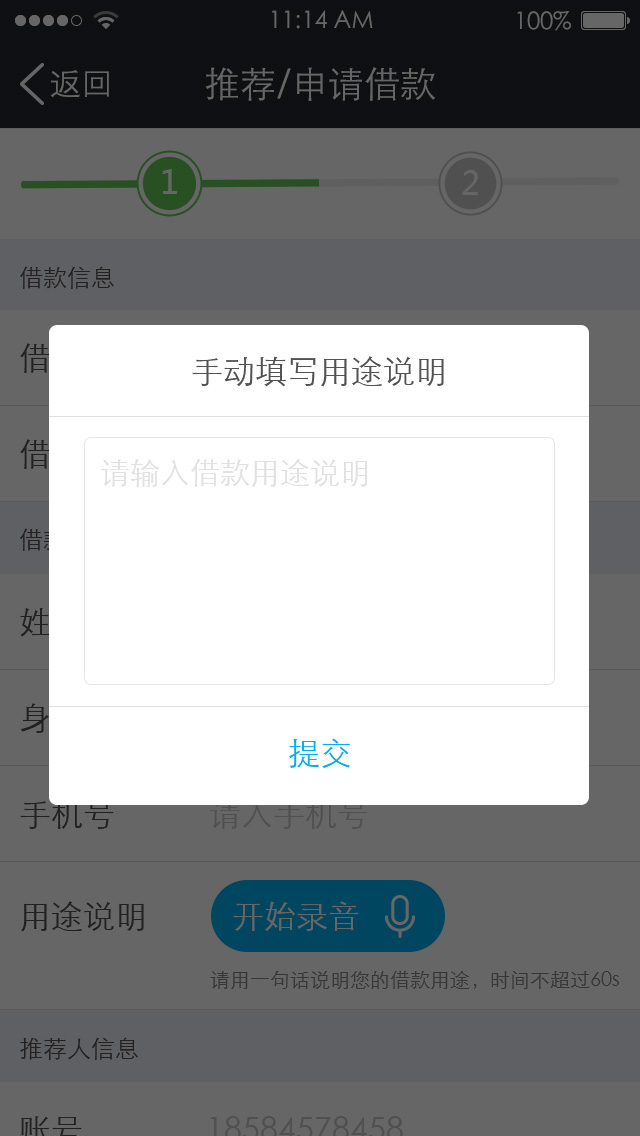 11:14 AM 100%
返回 推荐/申请借款
1 2
借款信息
借
手动填写用途说明
借
请输入借款用途说明
借款
姓
身
提交
手机号 请入手机号
用途说明 开始录音
请用一句话说明您的借款用途，时间不超过60s
推荐人信息
账号 18584578458